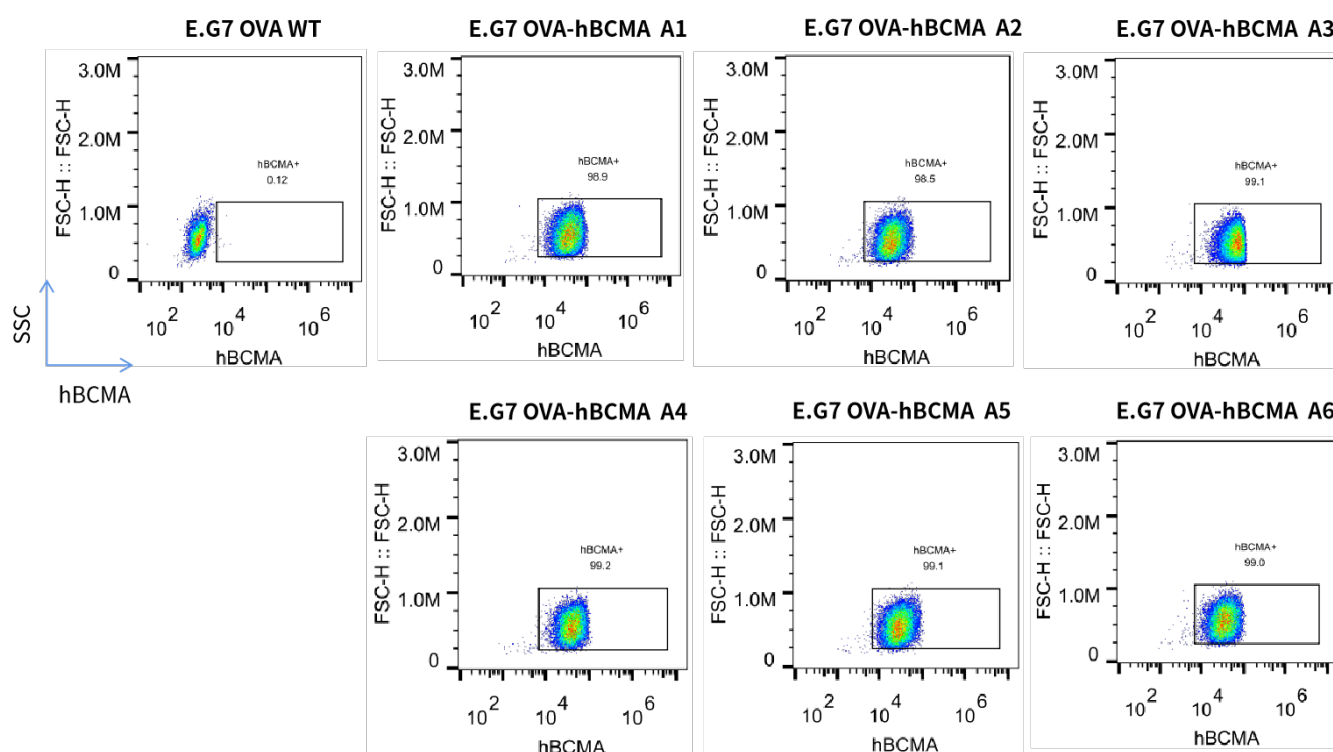 E.G7 OVA WT
3.0M
2.0M
1.0M
0
FSC-H :: FSC-H
hBCMA+
0.12
10^2 10^4 10^6
hBCMA
E.G7 OVA-hBCMA A1
3.0M
2.0M
1.0M
0
FSC-H :: FSC-H
hBCMA+
98.9
10^2 10^4 10^6
hBCMA
E.G7 OVA-hBCMA A2
3.0M
2.0M
1.0M
0
FSC-H :: FSC-H
hBCMA+
98.5
10^2 10^4 10^6
hBCMA
E.G7 OVA-hBCMA A3
3.0M
2.0M
1.0M
0
FSC-H :: FSC-H
hBCMA+
99.1
10^2 10^4 10^6
hBCMA
SSC
hBCMA
E.G7 OVA-hBCMA A4
3.0M
2.0M
1.0M
0
FSC-H :: FSC-H
hBCMA+
99.2
10^2 10^4 10^6
hBCMA
E.G7 OVA-hBCMA A5
3.0M
2.0M
1.0M
0
FSC-H :: FSC-H
hBCMA+
99.1
10^2 10^4 10^6
hBCMA
E.G7 OVA-hBCMA A6
3.0M
2.0M
1.0M
0
FSC-H :: FSC-H
hBCMA+
99.0
10^2 10^4 10^6
hBCMA